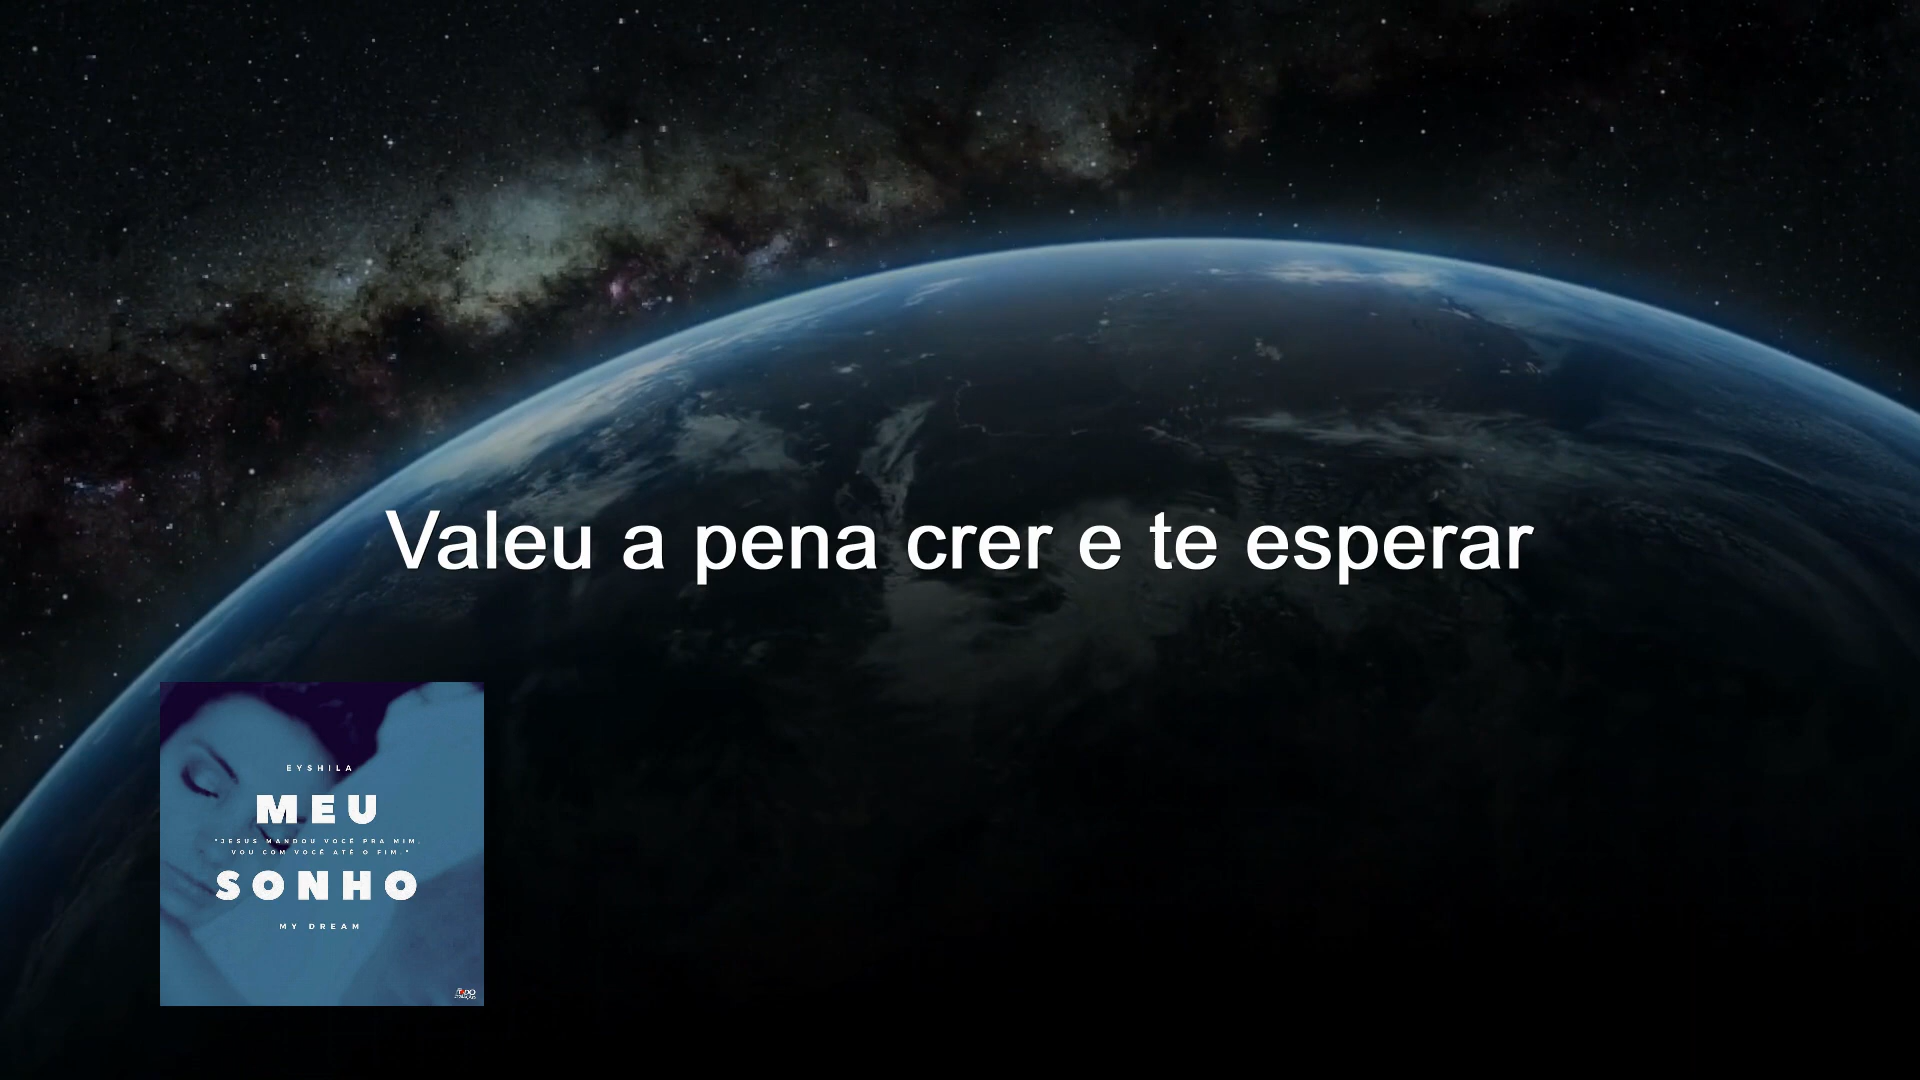 Valeu a pena crer e te esperar
EYSHILA
MEU
"JESUS MANDOU VOCÊ PRA MIM,
VOU COM VOCÊ ATÉ O FIM."
SONHO
MY DREAM